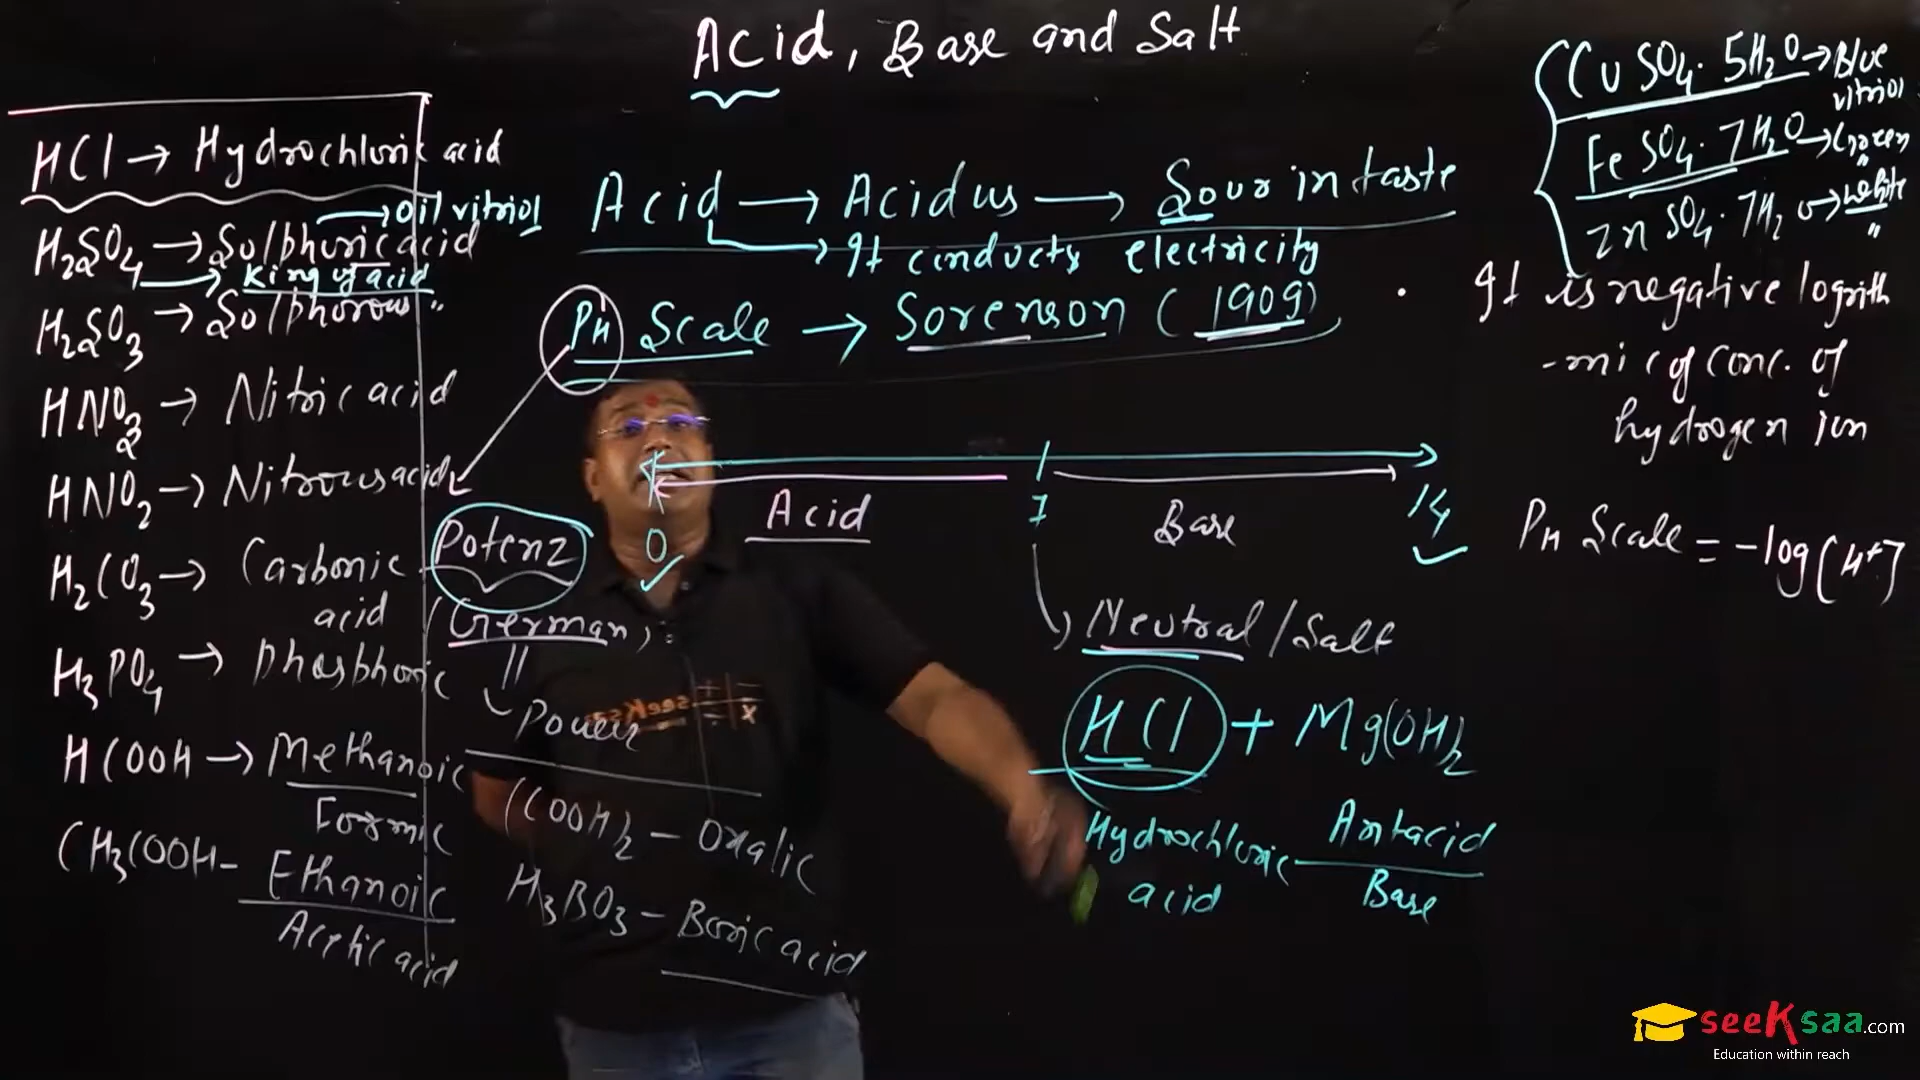 Acid, Base and Salt
HCl → Hydrochloric acid
H2SO4 → Sulphuric acid → Oil vitriol
→ King of acid
H2SO3 → Sulphorous "
HNO3 → Nitric acid
HNO2 → Nitrous acid
H2CO3 → Carbonic
acid
H3PO4 → Phosphoric
HCOOH → Methanoic
Formic
CH3COOH - Ethanoic
Acetic acid
Acid → Acidus → Sour in taste
→ It conducts electricity
PH Scale → Sorenson (1909)
Potenz
(German)
Power
(COOH)2 - Oxalic
H3BO3 - Boric acid
0 Acid 7 Base 14
Neutral / Salt
HCl + Mg(OH)2
Hydrochloric
acid
Antacid
Base
CuSO4. 5H2O → Blue
vitriol
FeSO4. 7H2O → Green
"
ZnSO4. 7H2O → white
"
It is negative logrith
-mic of conc. of
hydrogen ion
PH Scale = -log[H+]
seeKsaa
seeKsaa.com
Education within reach